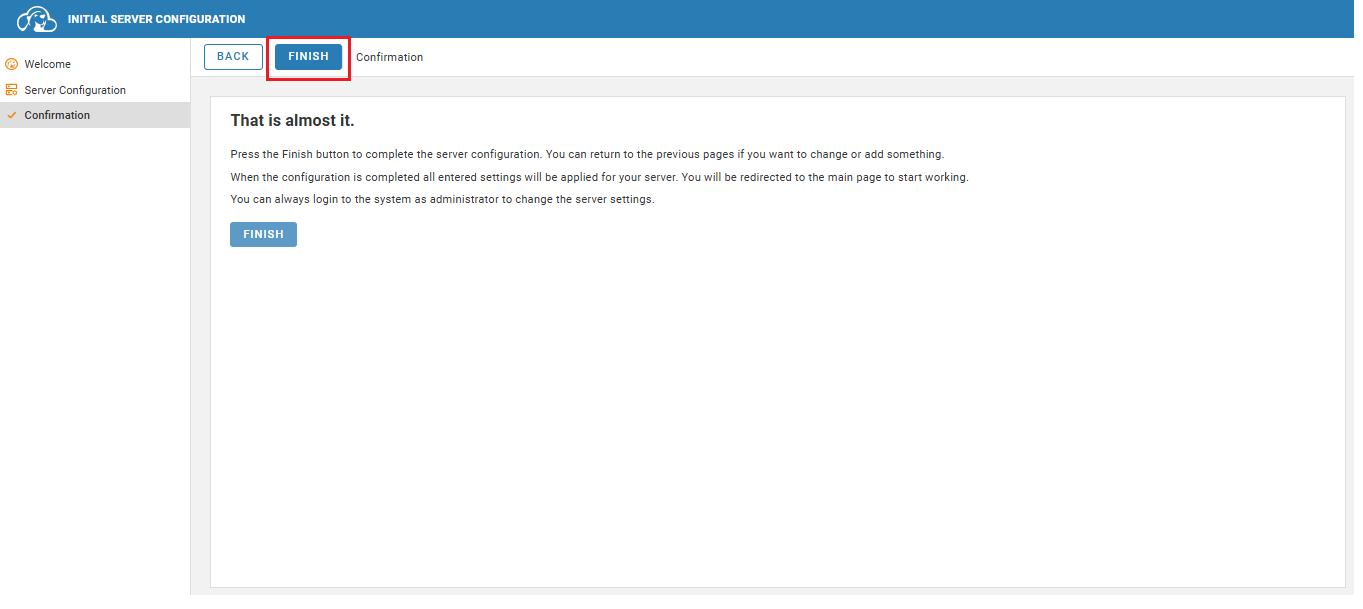 INITIAL SERVER CONFIGURATION
Welcome
Server Configuration
Confirmation
BACK FINISH Confirmation
That is almost it.
Press the Finish button to complete the server configuration. You can return to the previous pages if you want to change or add something.
When the configuration is completed all entered settings will be applied for your server. You will be redirected to the main page to start working.
You can always login to the system as administrator to change the server settings.
FINISH